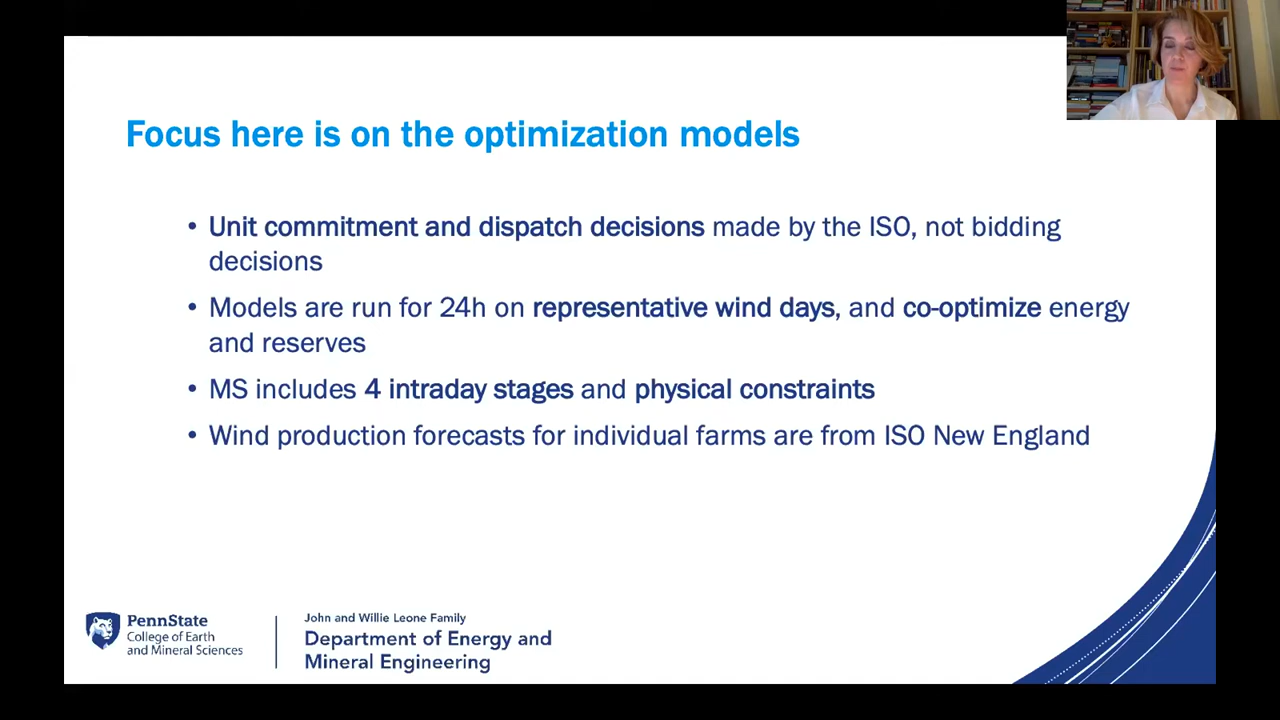 Focus here is on the optimization models
• Unit commitment and dispatch decisions made by the ISO, not bidding
decisions
• Models are run for 24h on representative wind days, and co-optimize energy
and reserves
• MS includes 4 intraday stages and physical constraints
• Wind production forecasts for individual farms are from ISO New England
PennState
College of Earth
and Mineral Sciences
John and Willie Leone Family
Department of Energy and
Mineral Engineering